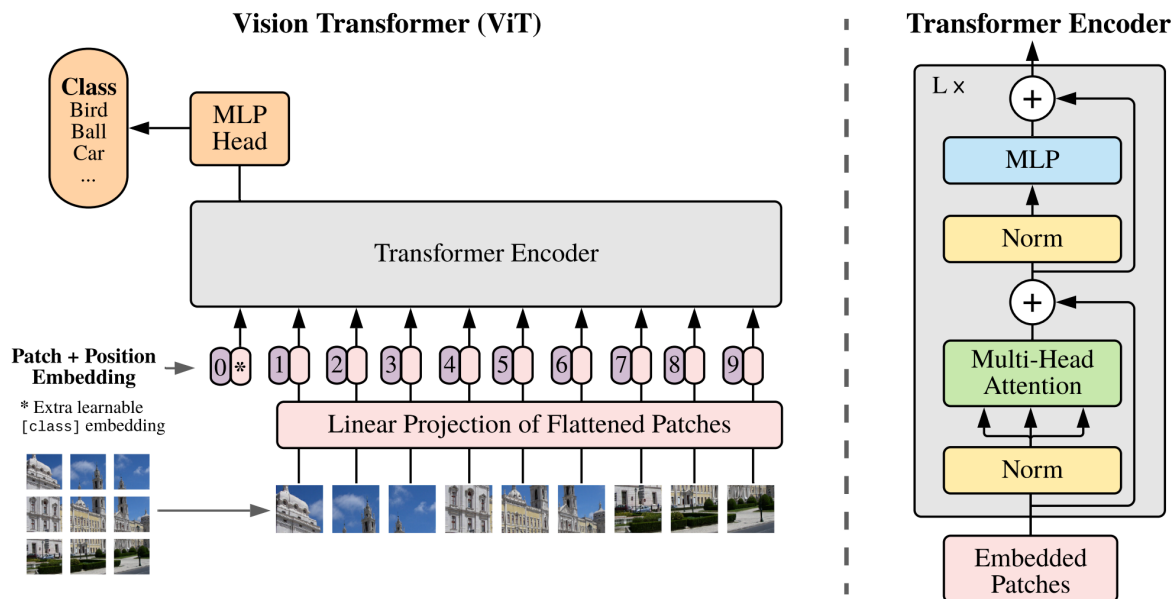 Vision Transformer (ViT)
Class
Bird
Ball
Car
...
MLP
Head
Transformer Encoder
Patch + Position
Embedding
0 * 1 2 3 4 5 6 7 8 9
* Extra learnable
[class] embedding
Linear Projection of Flattened Patches
Transformer Encoder
L ×
+
MLP
Norm
+
Multi-Head
Attention
Norm
Embedded
Patches